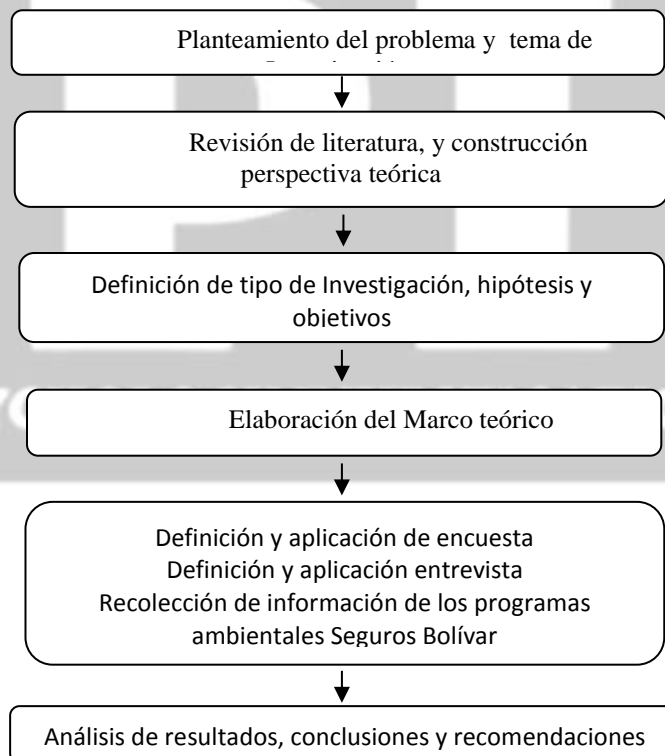 Planteamiento del problema y tema de
Revisión de literatura, y construcción
perspectiva teórica
Definición de tipo de Investigación, hipótesis y
objetivos
Elaboración del Marco teórico
Definición y aplicación de encuesta
Definición y aplicación entrevista
Recolección de información de los programas
ambientales Seguros Bolívar
Análisis de resultados, conclusiones y recomendaciones